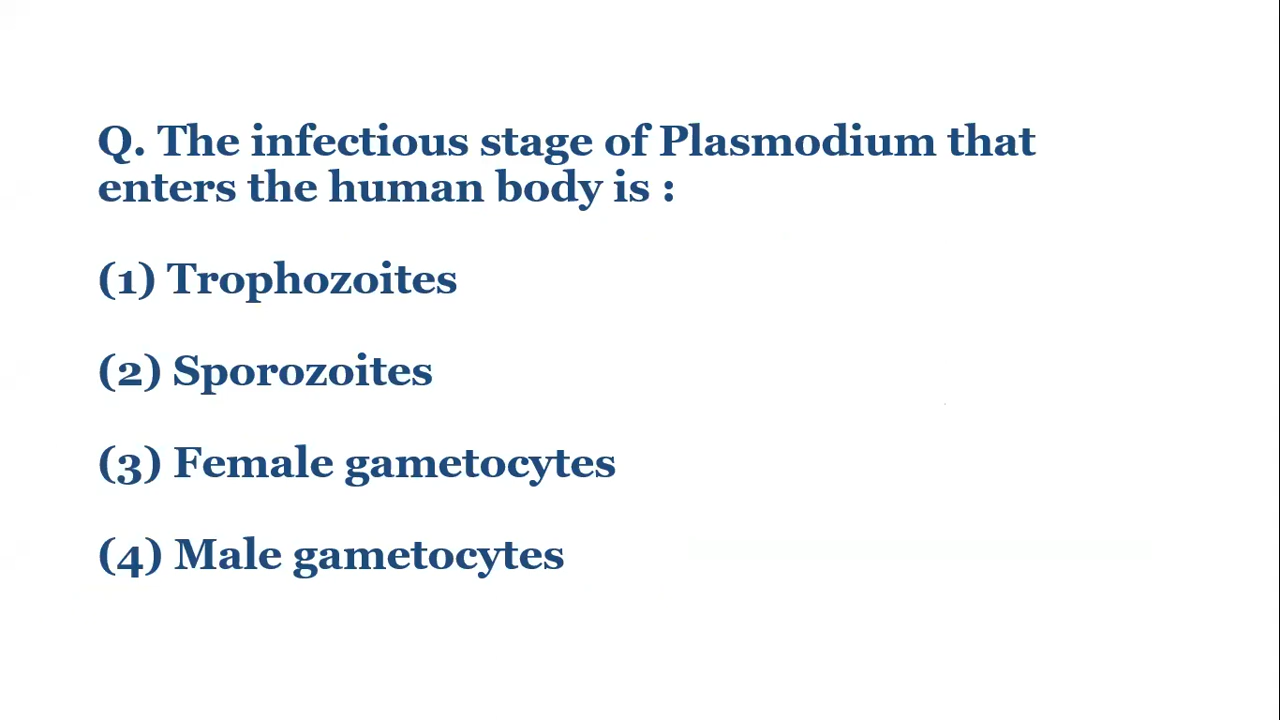 Q. The infectious stage of Plasmodium that
enters the human body is :
(1) Trophozoites
(2) Sporozoites
(3) Female gametocytes
(4) Male gametocytes